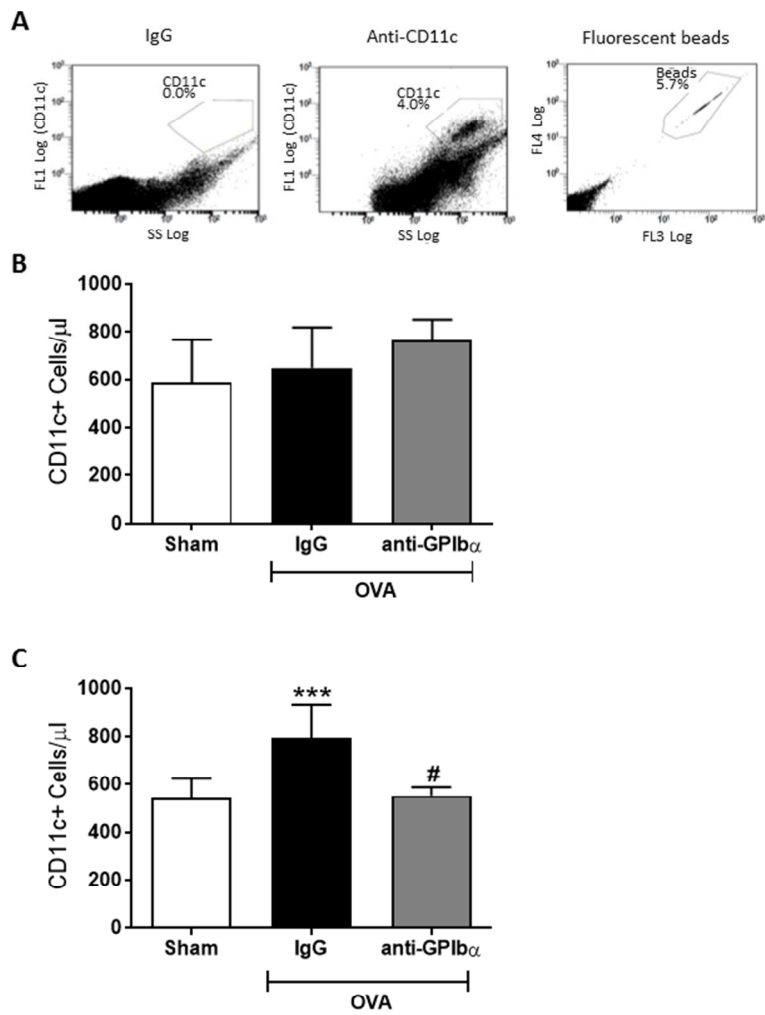 A
IgG
Anti-CD11c
Fluorescent beads
CD11c
0.0%
FL1 Log (CD11c)
SS Log
CD11c
4.0%
FL1 Log (CD11c)
SS Log
Beads
5.7%
FL4 Log
FL3 Log
B
CD11c+ Cells/µl
1000
800
600
400
200
0
Sham
IgG
anti-GPIbα
OVA
C
CD11c+ Cells/µl
1000
800
600
400
200
0
***
#
Sham
IgG
anti-GPIbα
OVA